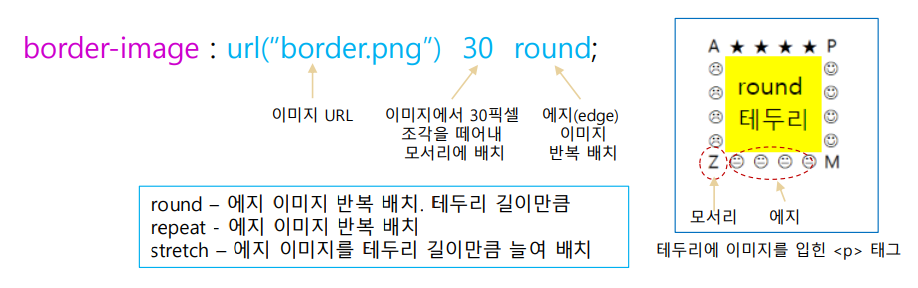 border-image : url("border.png") 30 round;
이미지 URL
이미지에서 30픽셀
조각을 떼어내
모서리에 배치
에지(edge)
이미지
반복 배치
round – 에지 이미지 반복 배치. 테두리 길이만큼
repeat - 에지 이미지 반복 배치
stretch – 에지 이미지를 테두리 길이만큼 늘여 배치
A ★ ★ ★ ★ P
round
테두리
Z M
모서리 에지
테두리에 이미지를 입힌 <p> 태그